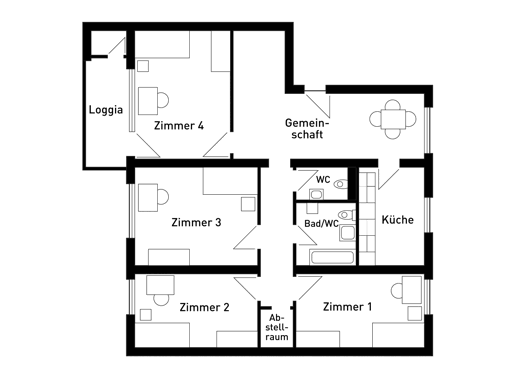 Loggia
Zimmer 4
Gemein-
schaft
WC
Zimmer 3
Bad/WC
Küche
Zimmer 2
Ab-
stell-
raum
Zimmer 1